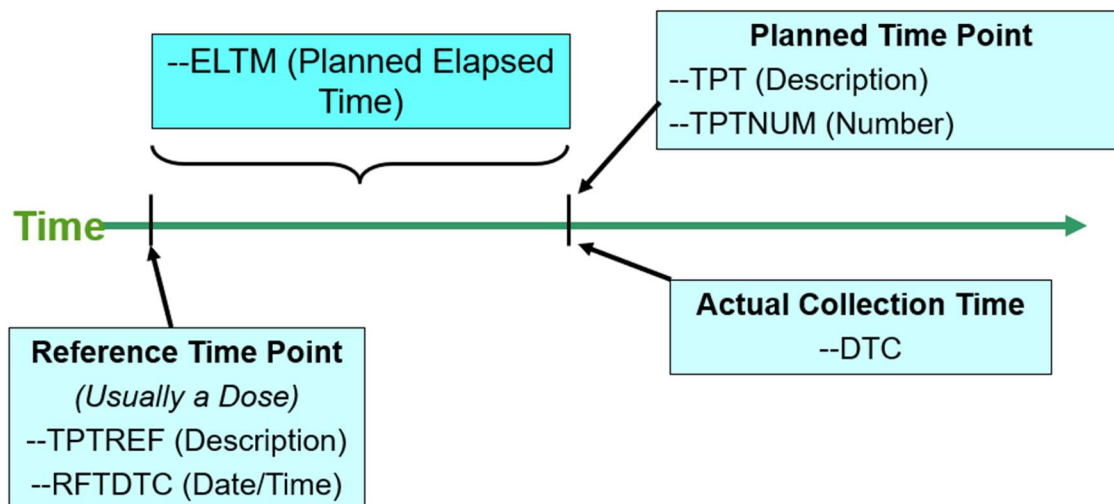 --ELTM (Planned Elapsed
Time)
Planned Time Point
--TPT (Description)
--TPTNUM (Number)
Time
Reference Time Point
(Usually a Dose)
--TPTREF (Description)
--RFTDTC (Date/Time)
Actual Collection Time
--DTC